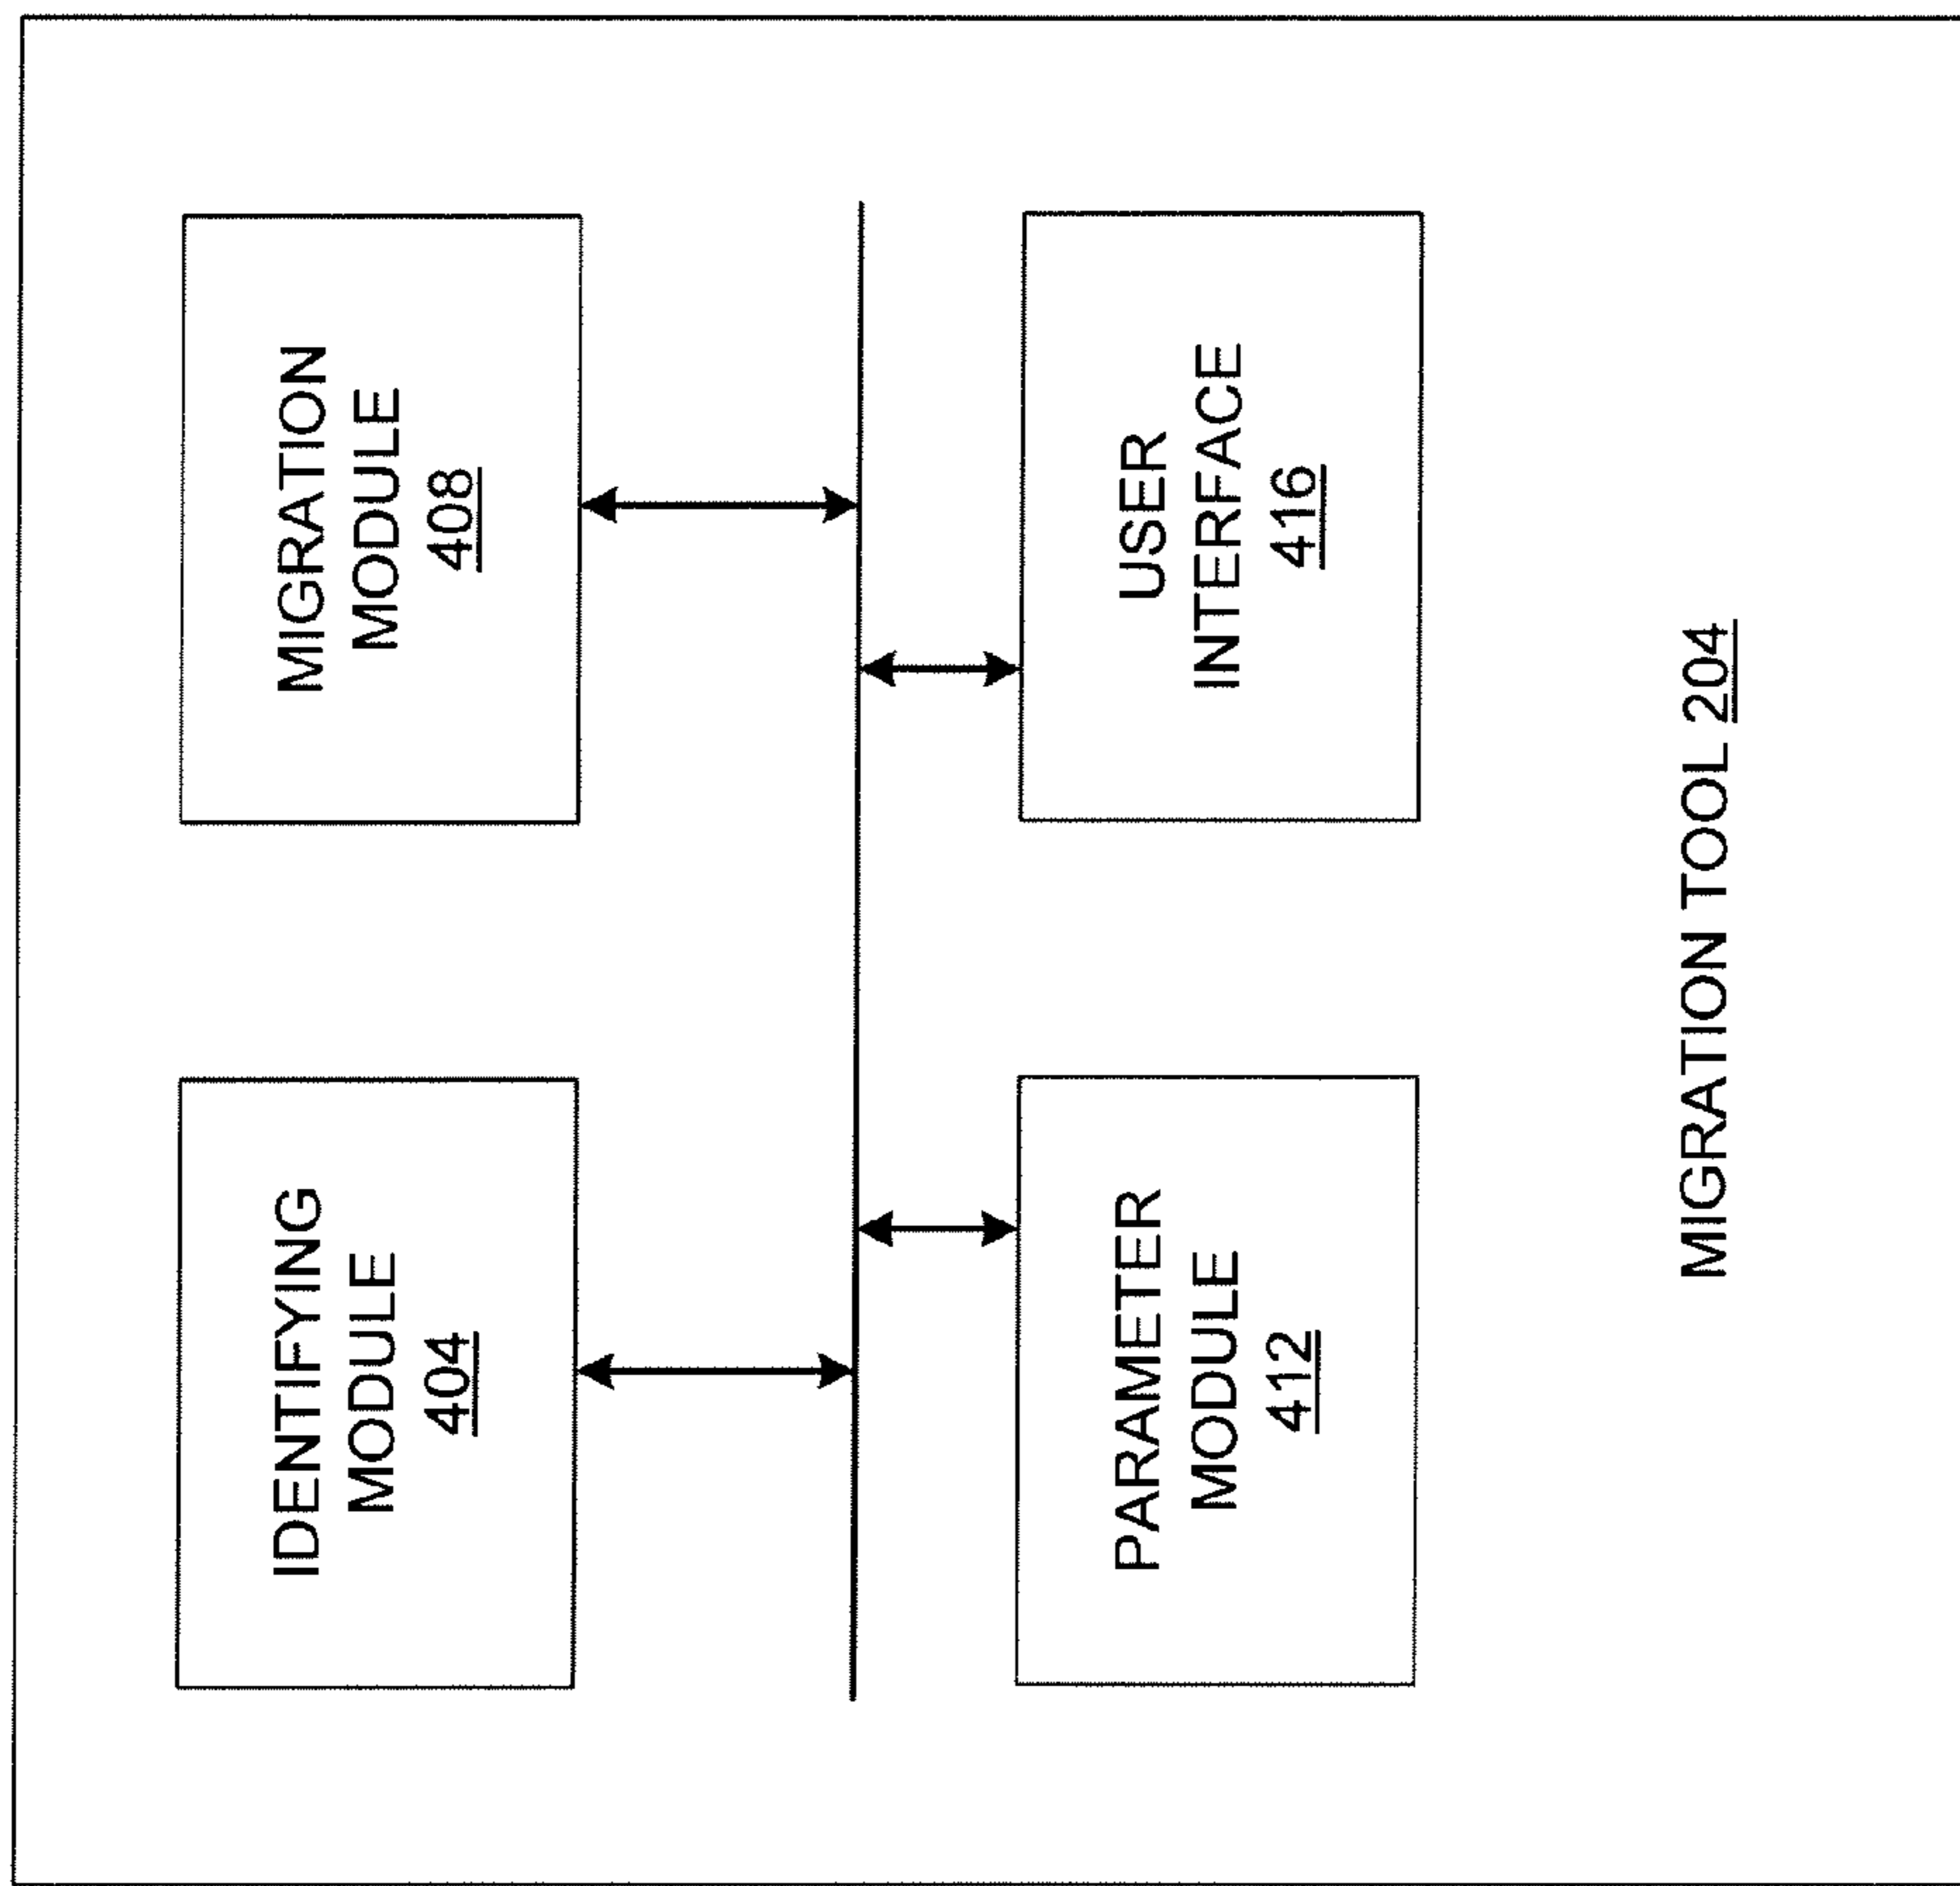 IDENTIFYING
MODULE
404
MIGRATION
MODULE
408
PARAMETER
MODULE
412
USER
INTERFACE
416
MIGRATION TOOL 204